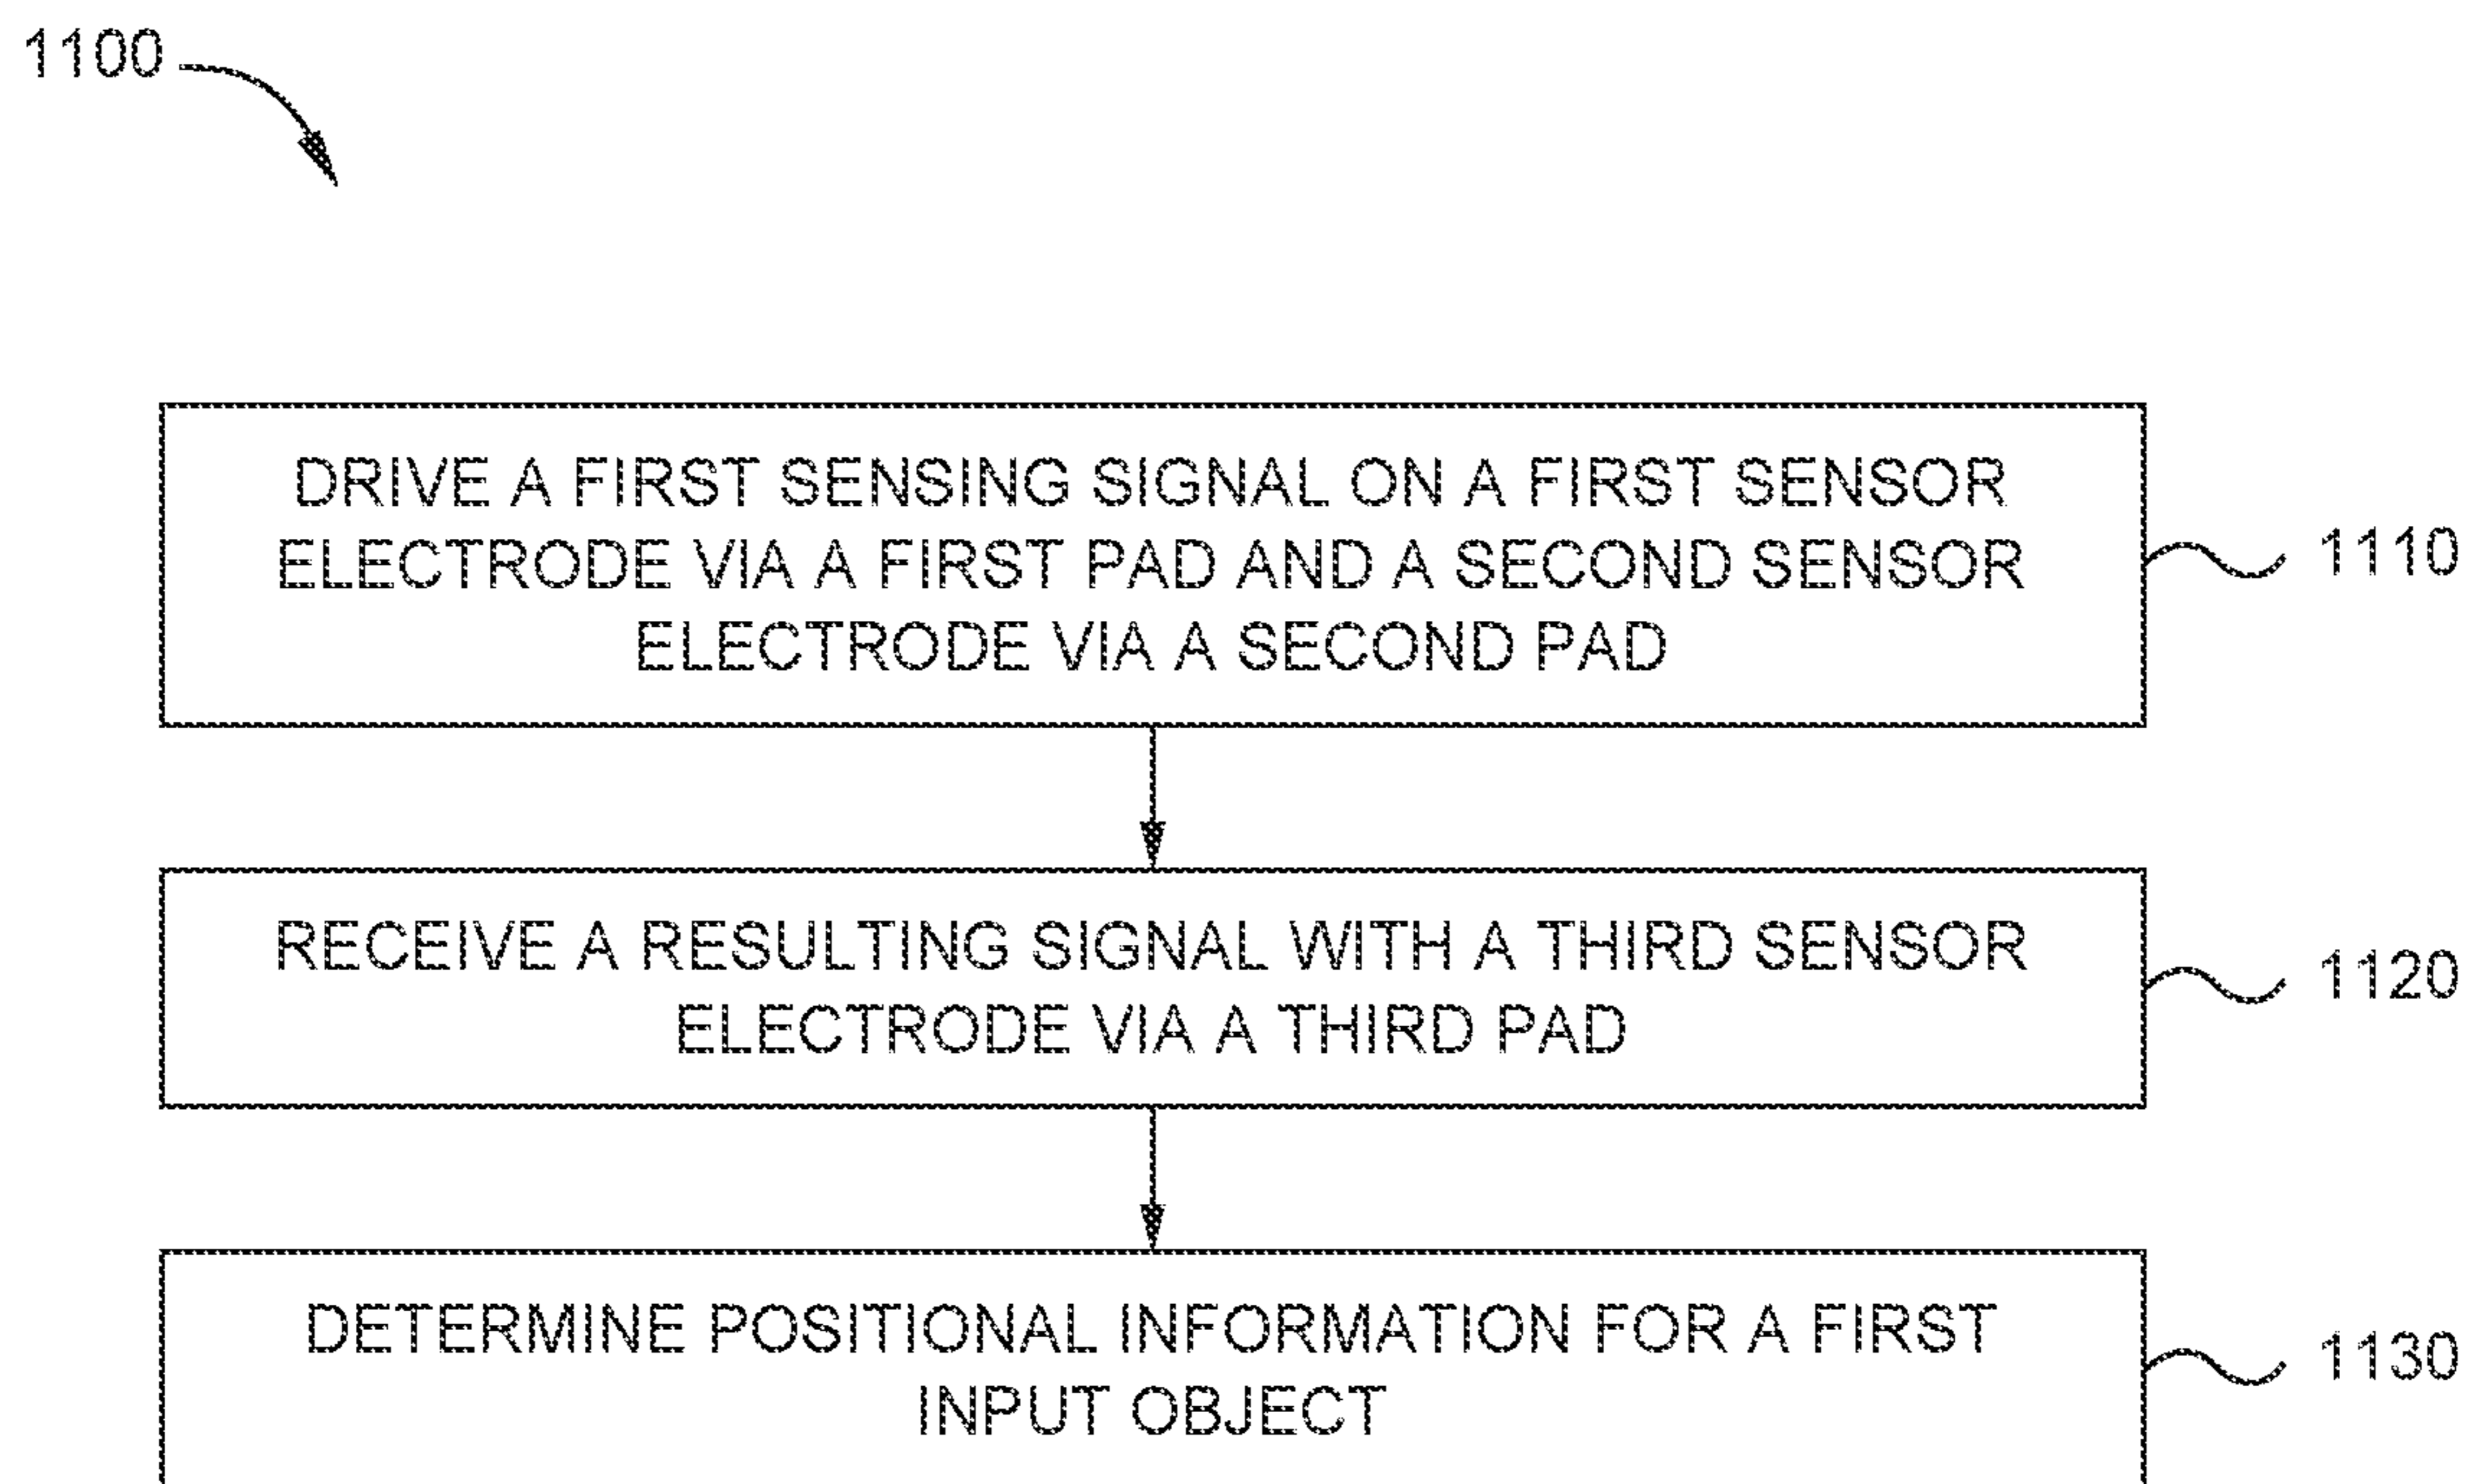 1100
DRIVE A FIRST SENSING SIGNAL ON A FIRST SENSOR
ELECTRODE VIA A FIRST PAD AND A SECOND SENSOR
ELECTRODE VIA A SECOND PAD
1110
RECEIVE A RESULTING SIGNAL WITH A THIRD SENSOR
ELECTRODE VIA A THIRD PAD
1120
DETERMINE POSITIONAL INFORMATION FOR A FIRST
INPUT OBJECT
1130